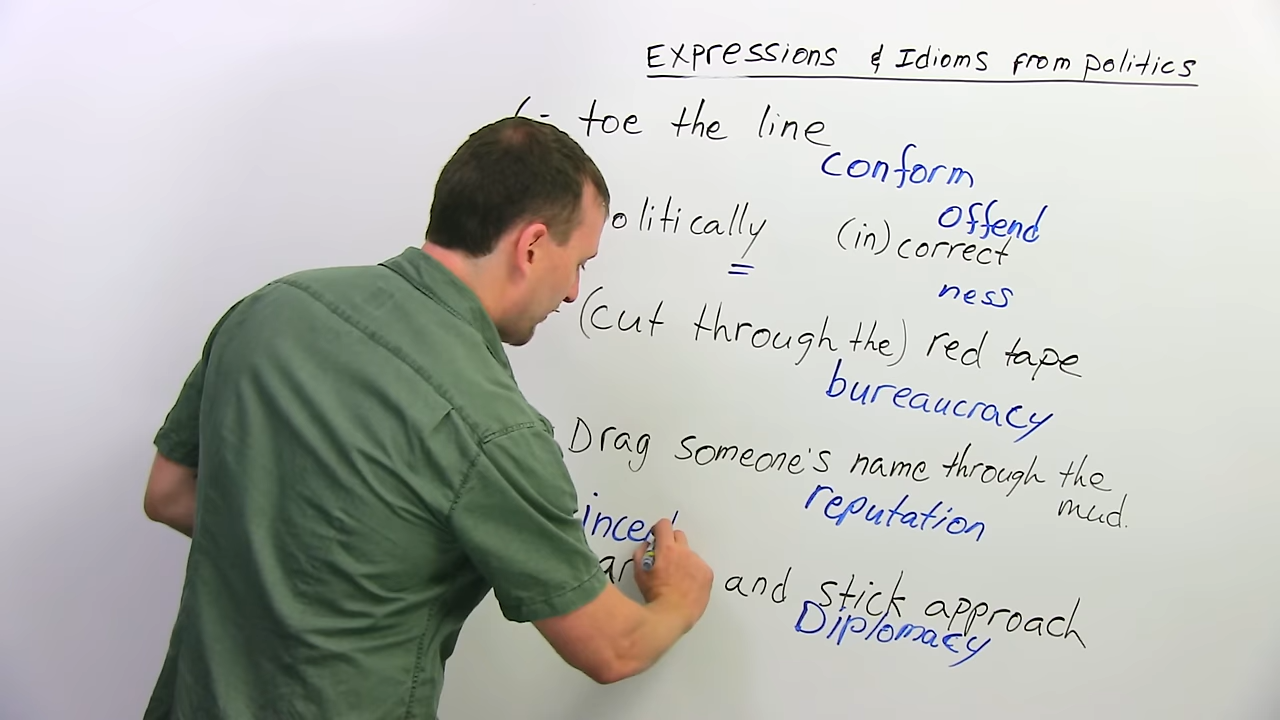 Expressions & Idioms from politics
toe the line
conform
offend
olitically (in)correct
ness
(cut through the) red tape
bureaucracy
Drag someone's name through the
mud.
reputation
and stick approach
Diplomacy